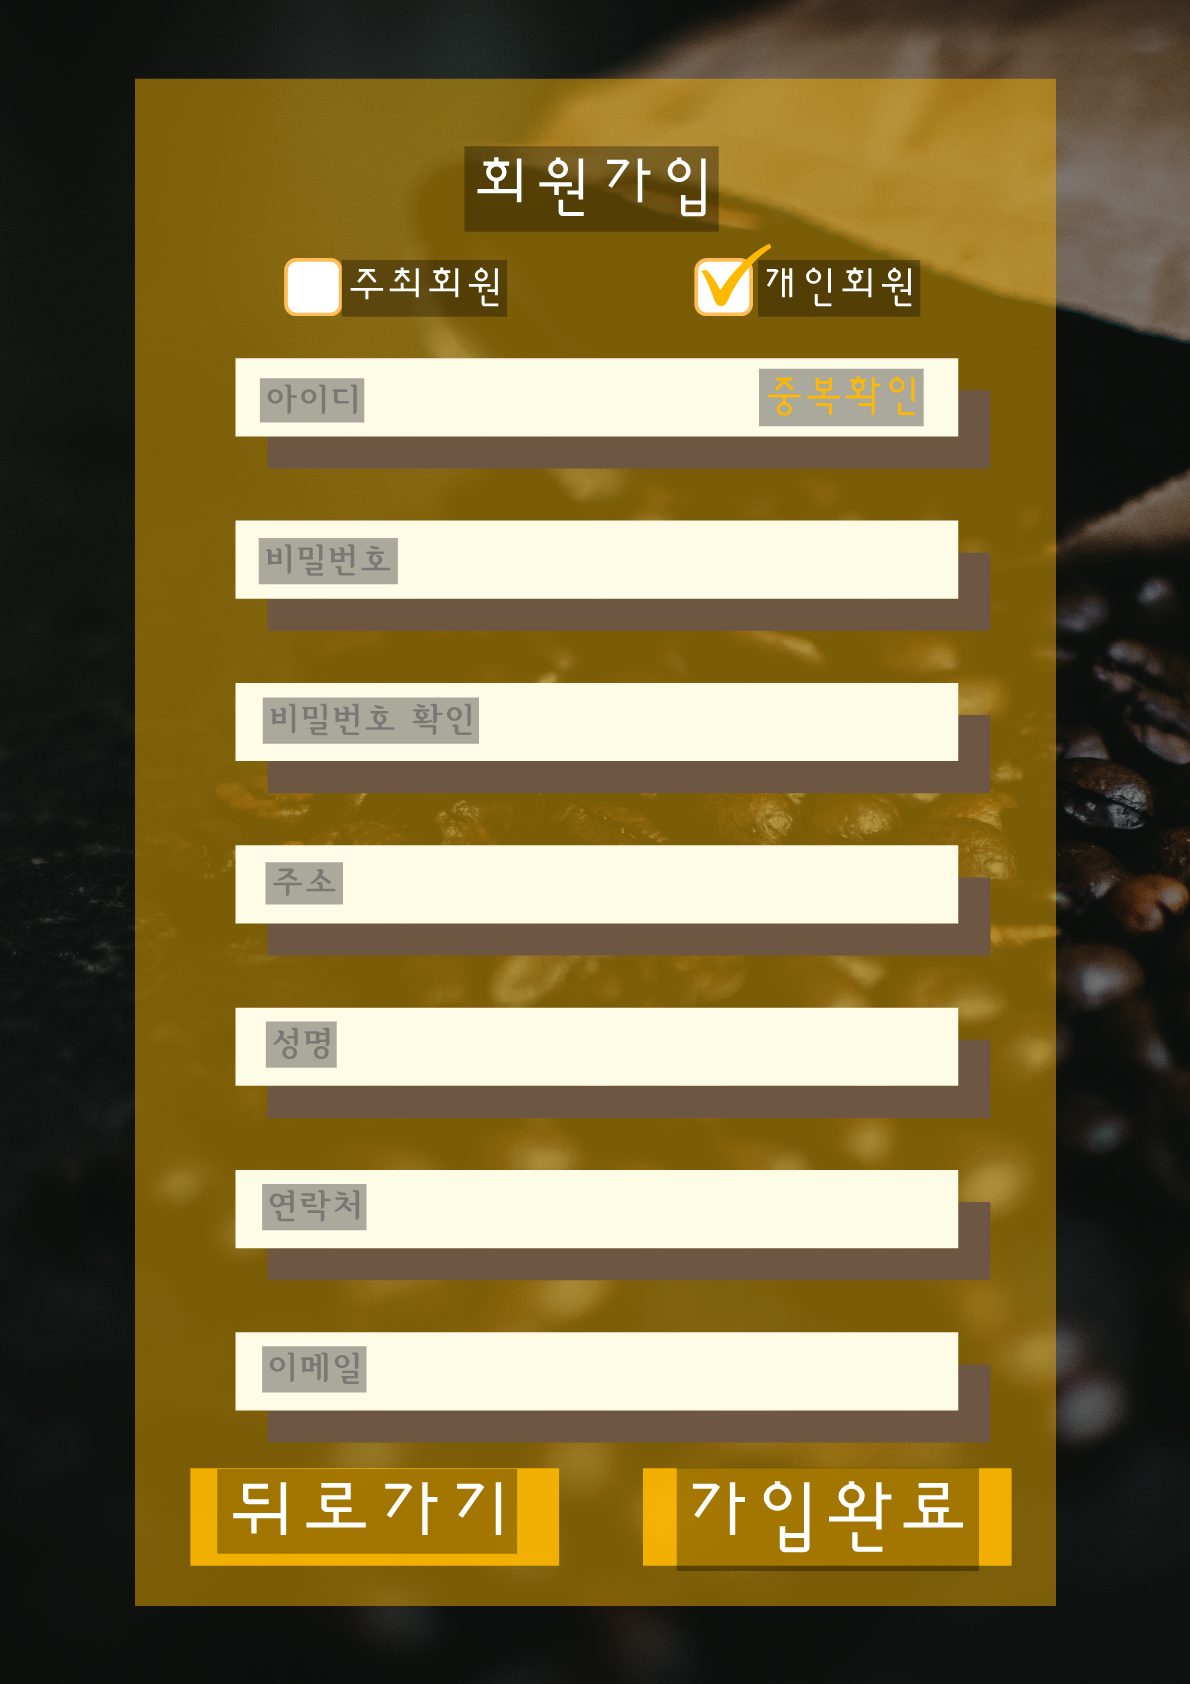 회원가입
주최회원 개인회원
아이디 중복확인
비밀번호
비밀번호 확인
주소
성명
연락처
이메일
뒤로가기 가입완료